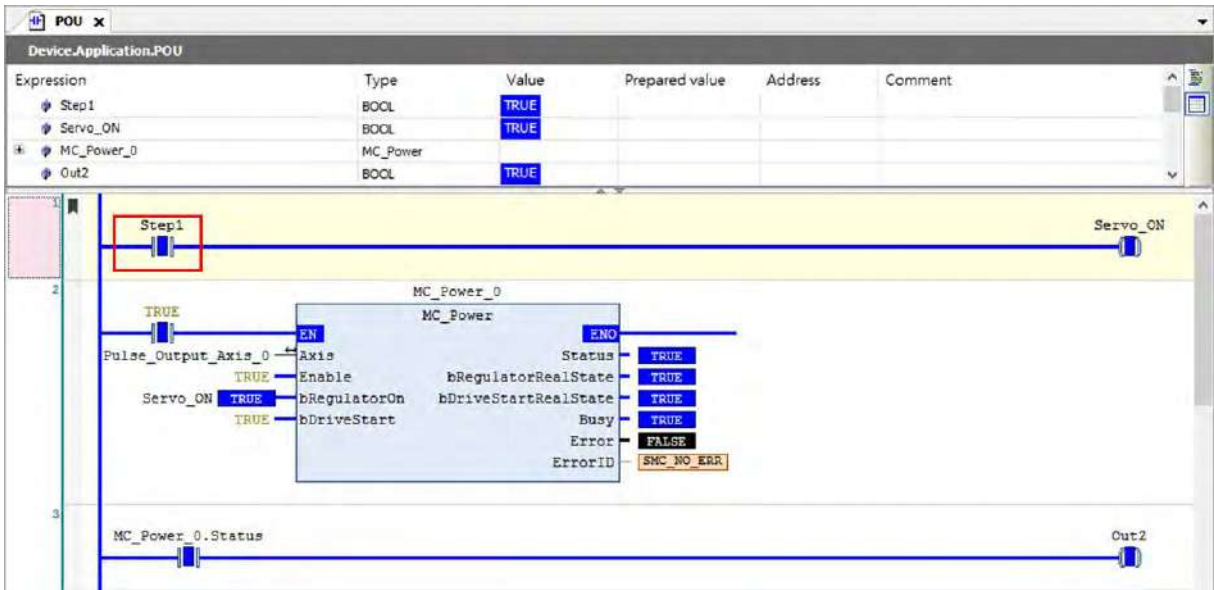 POU x
Device.Application.POU
Expression Type Value Prepared value Address Comment
Step1 BOOL TRUE
Servo_ON BOOL TRUE
MC_Power_0 MC_Power
Out2 BOOL TRUE
1
Step1 Servo_ON
2
MC_Power_0
TRUE MC_Power
EN ENO
Pulse_Output_Axis_0 Axis Status TRUE
TRUE Enable bRegulatorRealState TRUE
Servo_ON TRUE bRegulatorOn bDriveStartRealState TRUE
TRUE bDriveStart Busy TRUE
Error FALSE
ErrorID SMC_NO_ERR
3
MC_Power_0.Status Out2